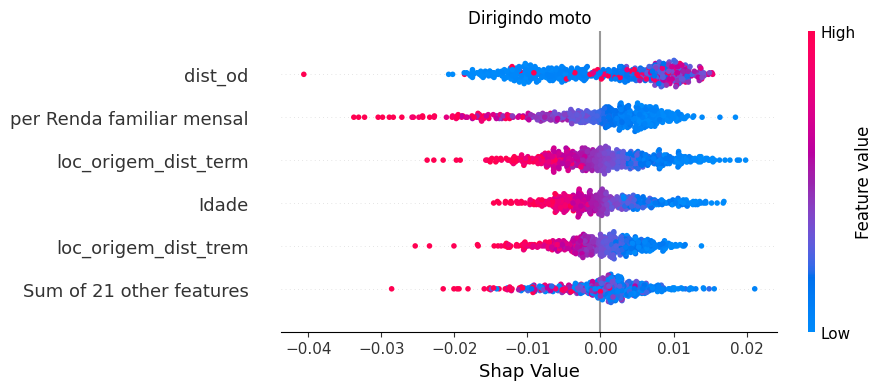 Dirigindo moto
High
dist_od
per Renda familiar mensal
loc_origem_dist_term
Idade
loc_origem_dist_trem
Sum of 21 other features
Feature value
Low
−0.04 −0.03 −0.02 −0.01 0.00 0.01 0.02
Shap Value